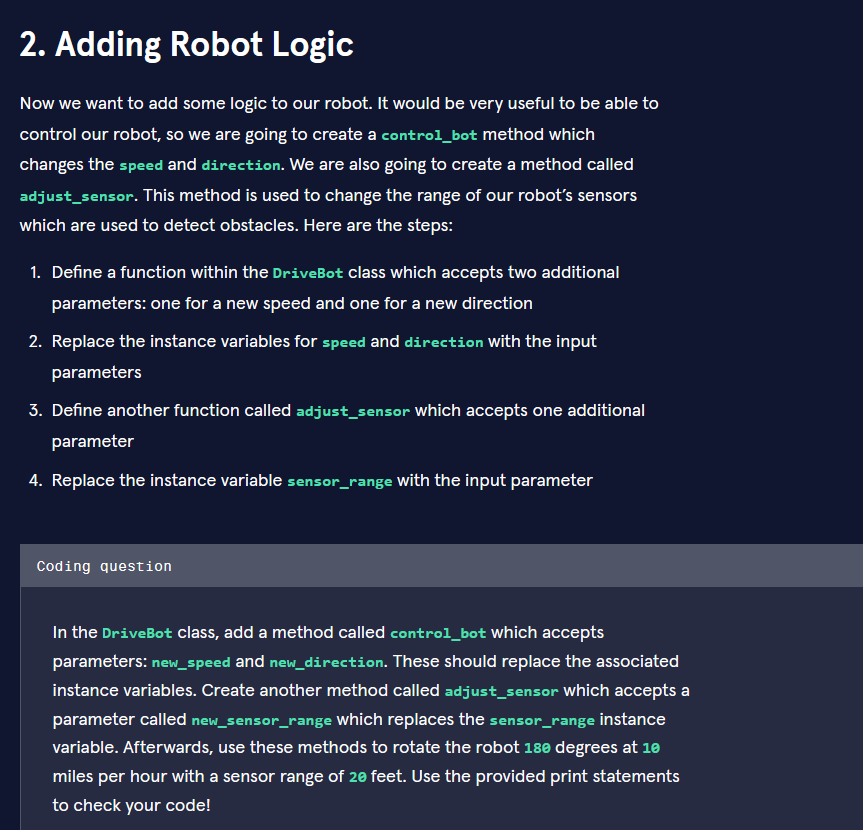 2. Adding Robot Logic
Now we want to add some logic to our robot. It would be very useful to be able to
control our robot, so we are going to create a control_bot method which
changes the speed and direction. We are also going to create a method called
adjust_sensor. This method is used to change the range of our robot’s sensors
which are used to detect obstacles. Here are the steps:
1. Define a function within the DriveBot class which accepts two additional
parameters: one for a new speed and one for a new direction
2. Replace the instance variables for speed and direction with the input
parameters
3. Define another function called adjust_sensor which accepts one additional
parameter
4. Replace the instance variable sensor_range with the input parameter
Coding question
In the DriveBot class, add a method called control_bot which accepts
parameters: new_speed and new_direction. These should replace the associated
instance variables. Create another method called adjust_sensor which accepts a
parameter called new_sensor_range which replaces the sensor_range instance
variable. Afterwards, use these methods to rotate the robot 180 degrees at 10
miles per hour with a sensor range of 20 feet. Use the provided print statements
to check your code!